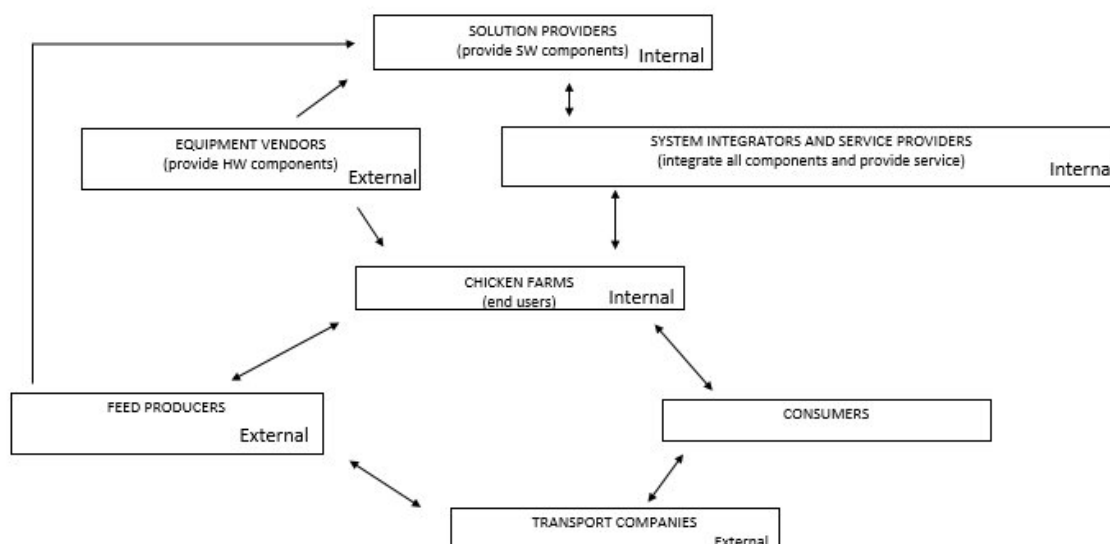 SOLUTION PROVIDERS
(provide SW components)
Internal
EQUIPMENT VENDORS
(provide HW components)
External
SYSTEM INTEGRATORS AND SERVICE PROVIDERS
(integrate all components and provide service)
Internal
CHICKEN FARMS
(end users)
Internal
FEED PRODUCERS
External
CONSUMERS
TRANSPORT COMPANIES
External